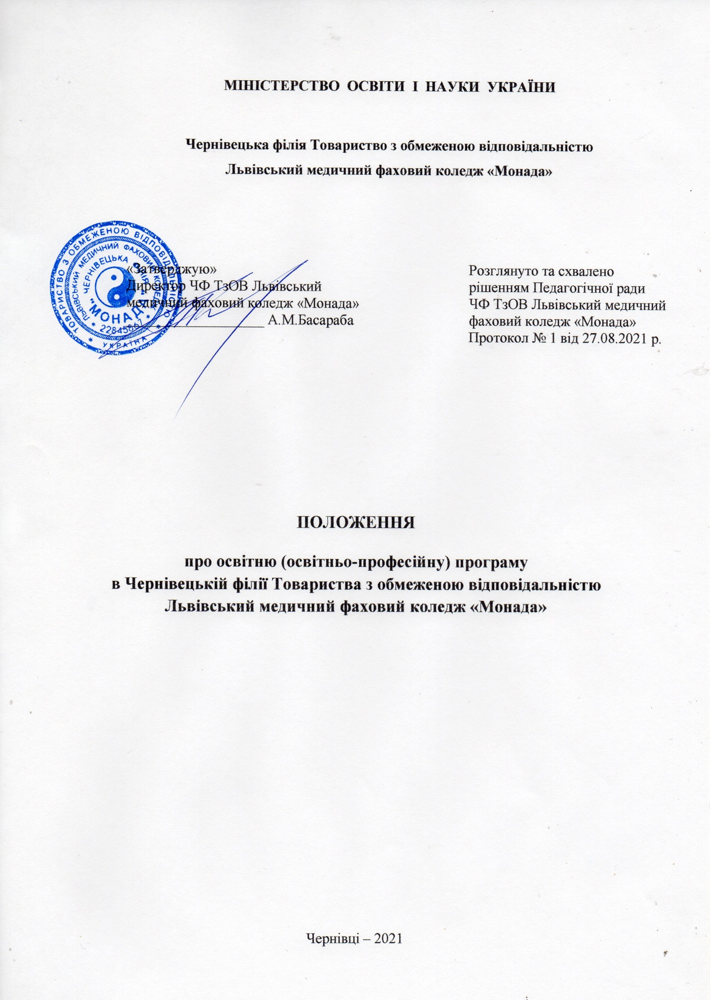 МІНІСТЕРСТВО ОСВІТИ І НАУКИ УКРАЇНИ
Чернівецька філія Товариство з обмеженою відповідальністю
Львівський медичний фаховий коледж «Монада»
«Затверджую»
Директор ЧФ ТзОВ Львівський
медичний фаховий коледж «Монада»
__________________ А.М.Басараба
Розглянуто та схвалено
рішенням Педагогічної ради
ЧФ ТзОВ Львівський медичний
фаховий коледж «Монада»
Протокол № 1 від 27.08.2021 р.
ТОВАРИСТВО З ОБМЕЖЕНОЮ ВІДПОВІДАЛЬНІСТЮ
ЛЬВІВСЬКИЙ МЕДИЧНИЙ ФАХОВИЙ КОЛЕДЖ
ЧЕРНІВЕЦЬКА ФІЛІЯ
"МОНАДА"
* 22845861 *
* УКРАЇНА *
ПОЛОЖЕННЯ
про освітню (освітньо-професійну) програму
в Чернівецькій філії Товариства з обмеженою відповідальністю
Львівський медичний фаховий коледж «Монада»
Чернівці – 2021